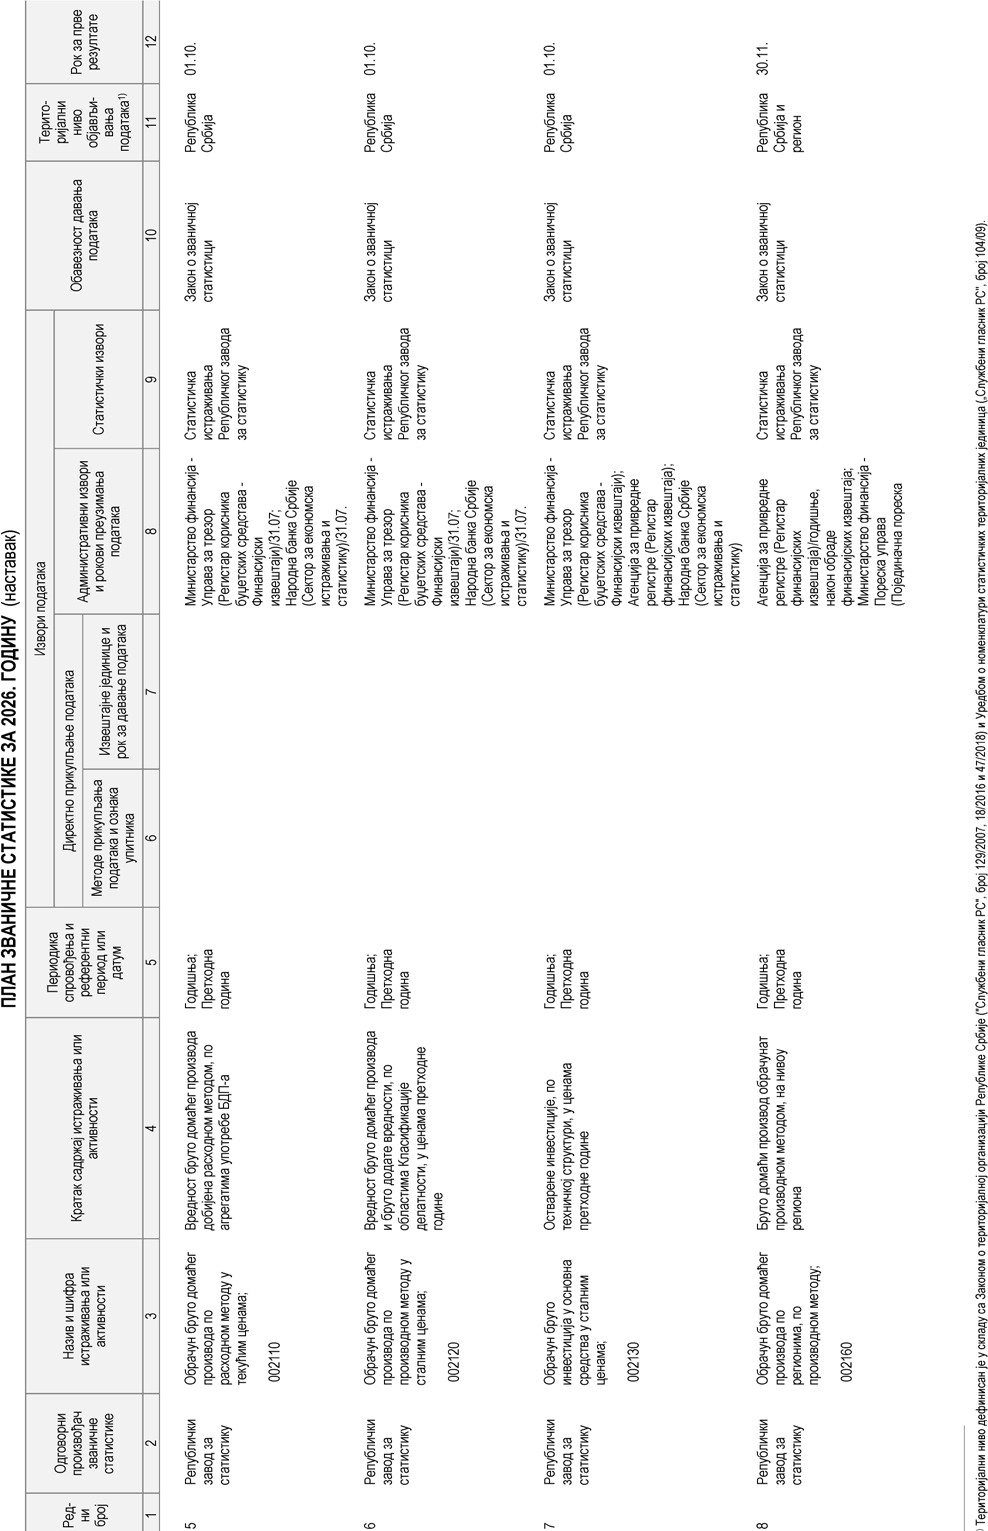 ПЛАН ЗВАНИЧНЕ СТАТИСТИКЕ ЗА 2026. ГОДИНУ (наставак)
Ред-
ни
број
Одговорни
произвођач
званичне
статистике
Назив и шифра
истраживања или
активности
Кратак садржај истраживања или
активности
Периодика
спровођења и
референтни
период или
датум
Извори података
Директно прикупљање података
Методе прикупљања
података и ознака
упитника
Извештајне јединице и
рок за давање података
Административни извори
и рокови преузимања
података
Статистички извори
Обавезност давања
података
Терито-
ријални
ниво
објављи-
вања
података1)
Рок за прве
резултате
1
2
3
4
5
6
7
8
9
10
11
12
5
Републички
завод за
статистику
Обрачун бруто домаћег
производа по
расходном методу у
текућим ценама;
002110
Вредност бруто домаћег производа
добијена расходном методом, по
агрегатима употребе БДП-а
Годишња;
Претходна
година
Министарство финансија -
Управа за трезор
(Регистар корисника
буџетских средстава -
Финансијски
извештаји)/31.07;
Народна банка Србије
(Сектор за економска
истраживања и
статистику)/31.07.
Статистичка
истраживања
Републичког завода
за статистику
Закон о званичној
статистици
Република
Србија
01.10.
6
Републички
завод за
статистику
Обрачун бруто домаћег
производа по
производном методу у
сталним ценама;
002120
Вредност бруто домаћег производа
и бруто додате вредности, по
областима Класификације
делатности, у ценама претходне
године
Годишња;
Претходна
година
Министарство финансија -
Управа за трезор
(Регистар корисника
буџетских средстава -
Финансијски
извештаји)/31.07;
Народна банка Србије
(Сектор за економска
истраживања и
статистику)/31.07.
Статистичка
истраживања
Републичког завода
за статистику
Закон о званичној
статистици
Република
Србија
01.10.
7
Републички
завод за
статистику
Обрачун бруто
инвестиција у основна
средства у сталним
ценама;
002130
Остварене инвестиције, по
техничкој структури, у ценама
претходне године
Годишња;
Претходна
година
Министарство финансија -
Управа за трезор
(Регистар корисника
буџетских средстава -
Финансијски извештаји);
Агенција за привредне
регистре (Регистар
финансијских извештаја);
Народна банка Србије
(Сектор за економска
истраживања и
статистику)
Статистичка
истраживања
Републичког завода
за статистику
Закон о званичној
статистици
Република
Србија
01.10.
8
Републички
завод за
статистику
Обрачун бруто домаћег
производа по
регионима, по
производном методу;
002160
Бруто домаћи производ обрачунат
производном методом, на нивоу
региона
Годишња;
Претходна
година
Агенција за привредне
регистре (Регистар
финансијских
извештаја)/годишње,
након обраде
финансијских извештаја;
Министарство финансија -
Пореска управа
(Појединачна пореска
Статистичка
истраживања
Републичког завода
за статистику
Закон о званичној
статистици
Република
Србија и
регион
30.11.
) Територијални ниво дефинисан је у складу са Законом о територијалној организацији Републике Србије ("Службени гласник РС", број 129/2007, 18/2016 и 47/2018) и Уредбом о номенклатури статистичких територијалних јединица („Службени гласник РС", број 104/09).